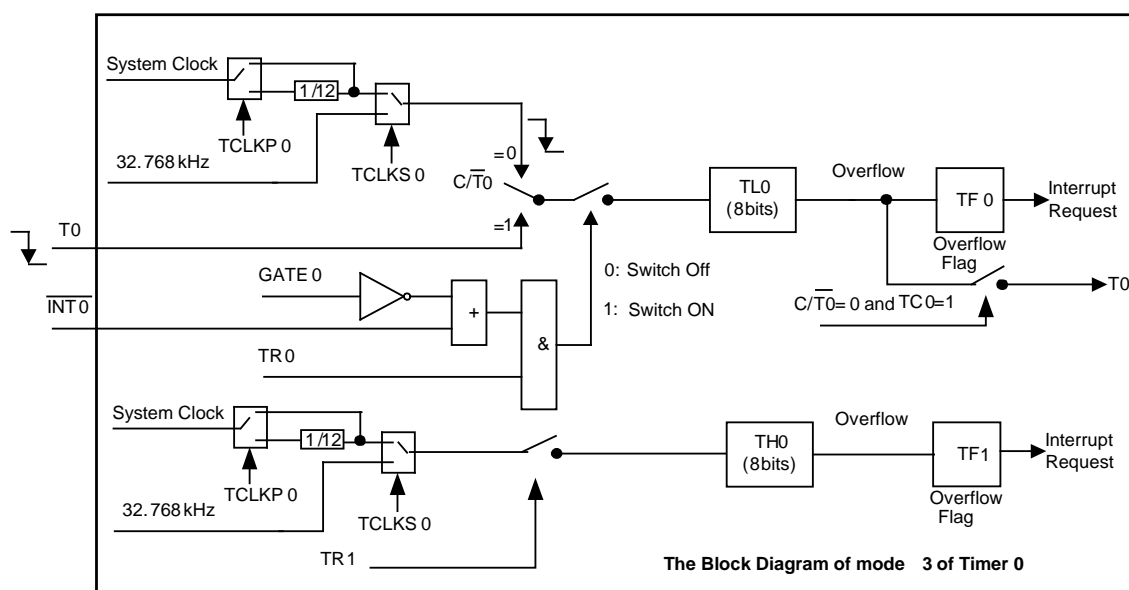 System Clock
1/12
TCLKP 0
32.768 kHz
TCLKS 0
=0
C/T0
=1
T0
GATE 0
INT 0
+
&
TR 0
0: Switch Off
1: Switch ON
TL0
(8bits)
Overflow
TF 0
Interrupt
Request
Overflow
Flag
C/T0= 0 and TC0=1
T0
System Clock
1/12
TCLKP 0
32.768 kHz
TCLKS 0
TR 1
TH0
(8bits)
Overflow
TF1
Interrupt
Request
Overflow
Flag
The Block Diagram of mode 3 of Timer 0